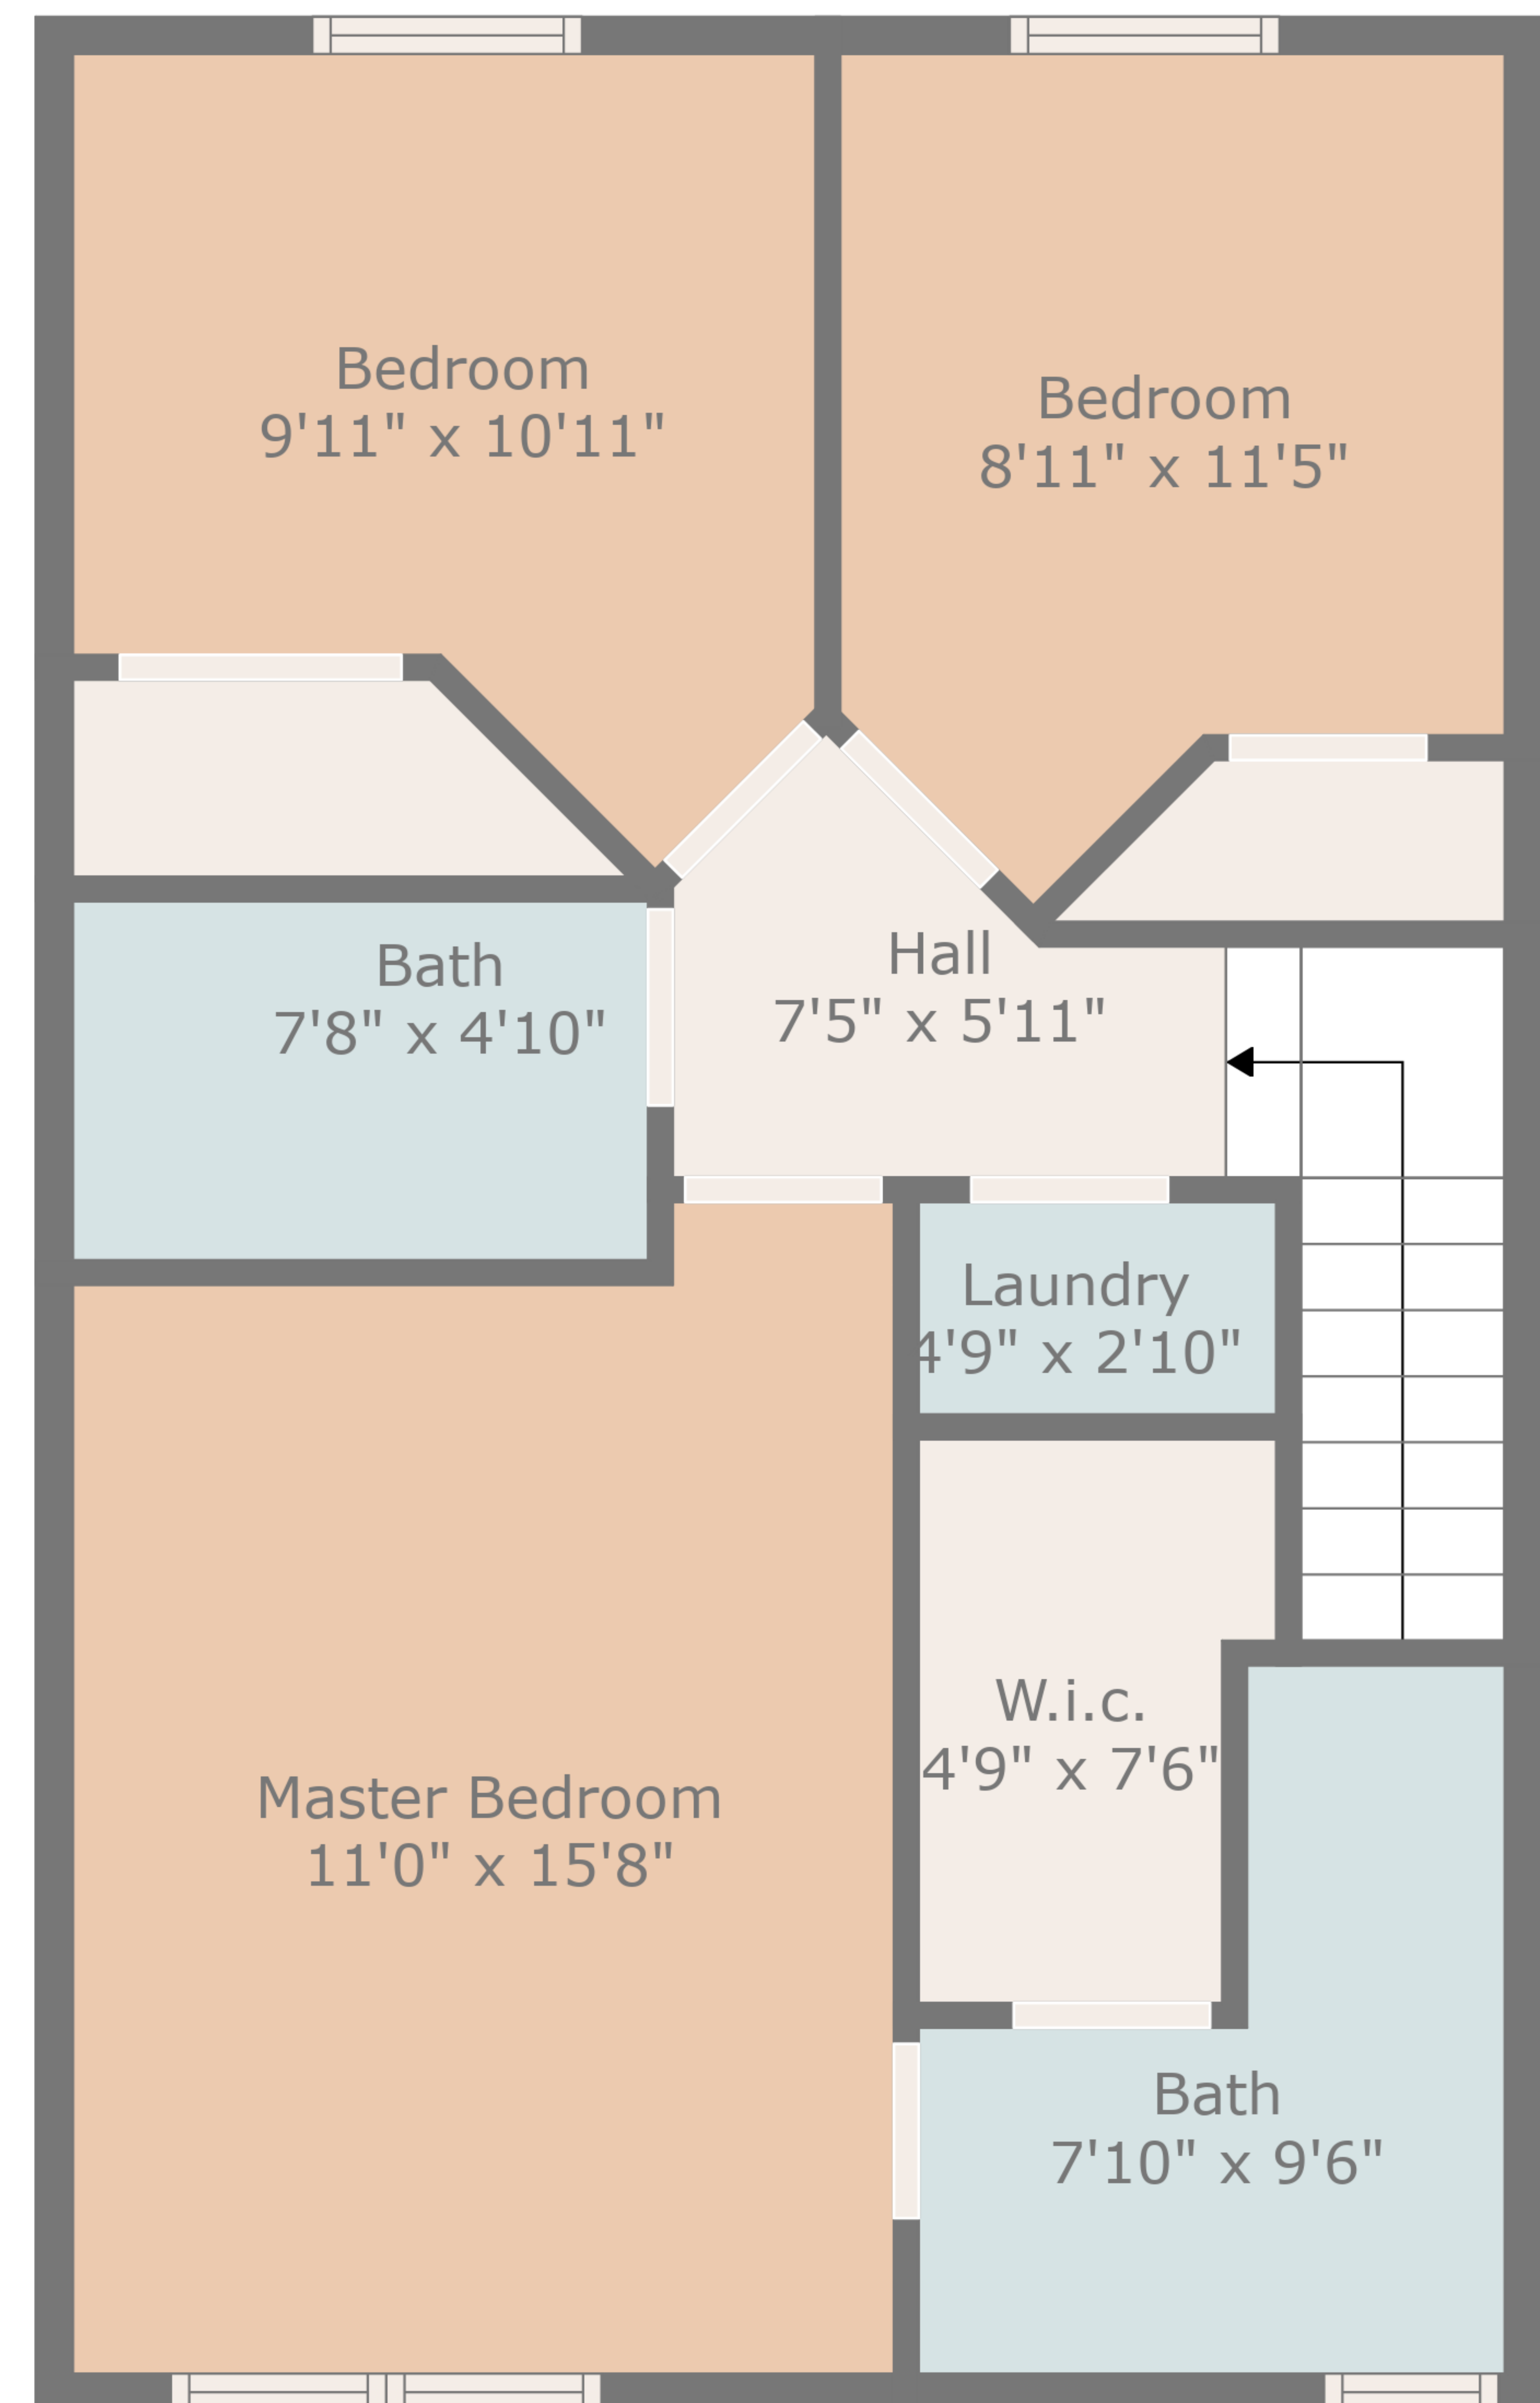 Bedroom
9'11" x 10'11"
Bedroom
8'11" x 11'5"
Bath
7'8" x 4'10"
Hall
7'5" x 5'11"
Laundry
4'9" x 2'10"
W.i.c.
4'9" x 7'6"
Master Bedroom
11'0" x 15'8"
Bath
7'10" x 9'6"